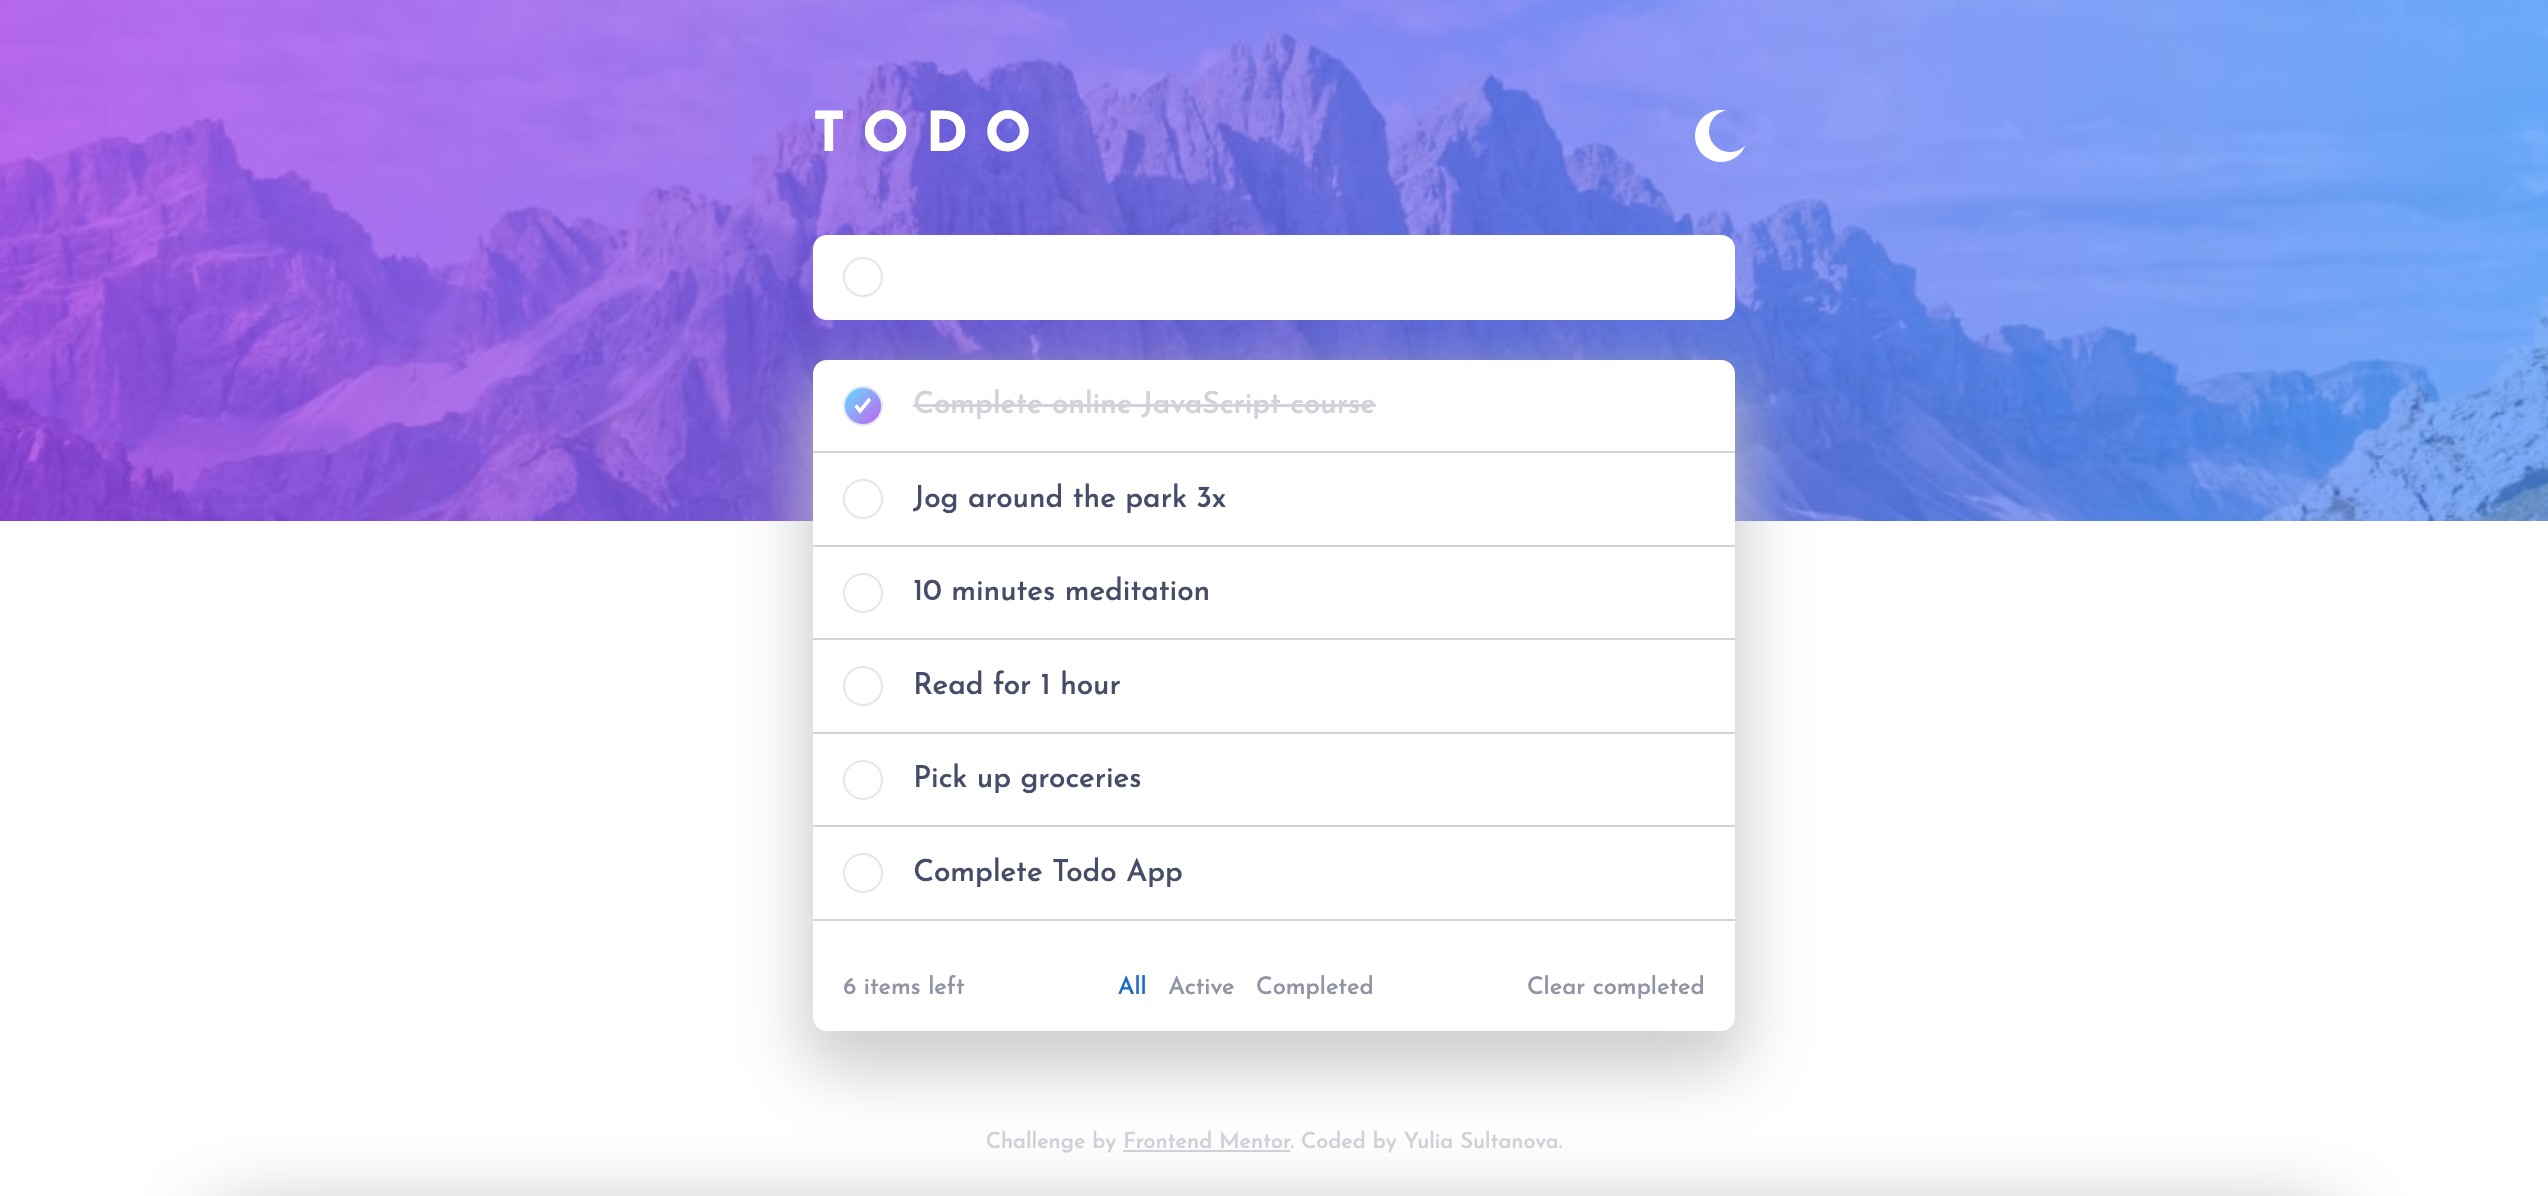 TODO
Complete online JavaScript course
Jog around the park 3x
10 minutes meditation
Read for 1 hour
Pick up groceries
Complete Todo App
6 items left All Active Completed Clear completed
Challenge by Frontend Mentor. Coded by Yulia Sultanova.